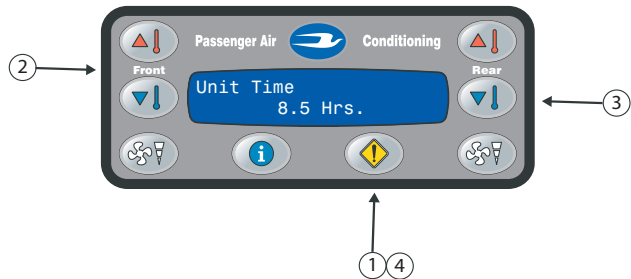 Passenger Air Conditioning
Front
Rear
Unit Time
8.5 Hrs.
i
!
2
3
1 4